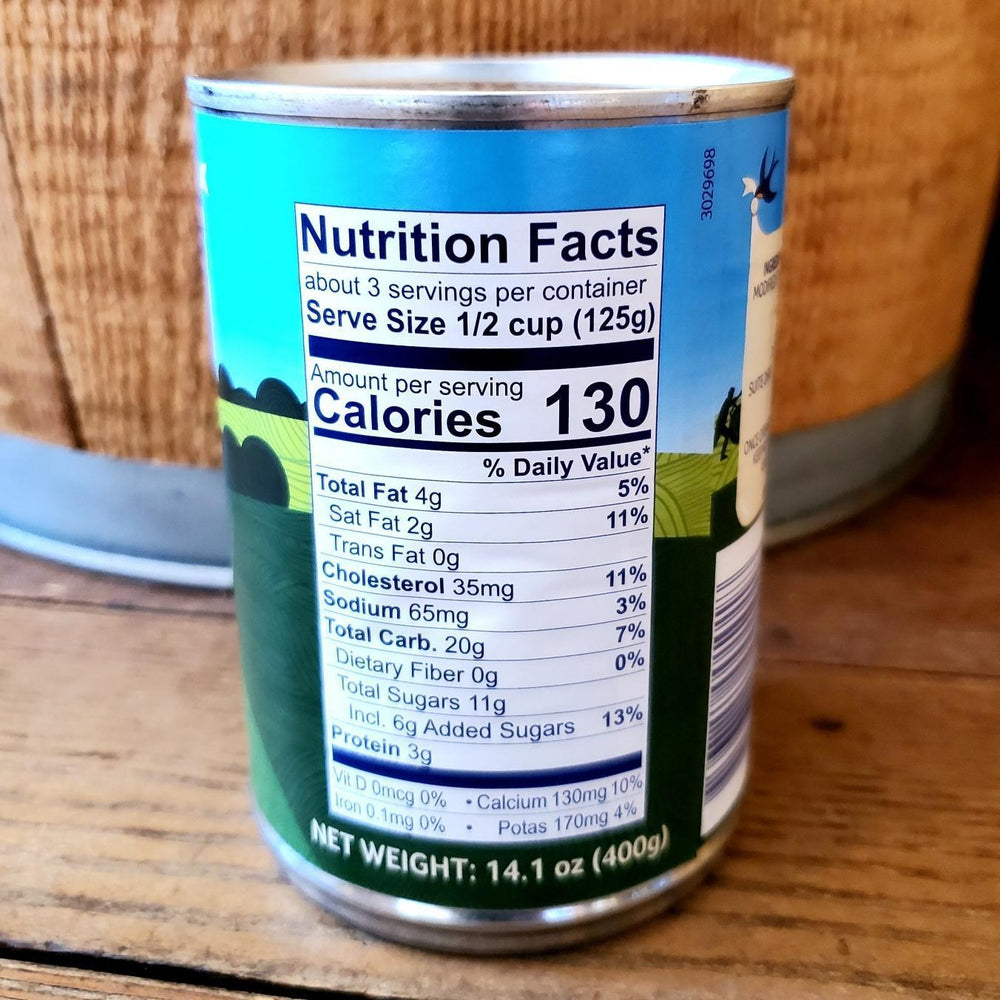 3029698
Nutrition Facts
about 3 servings per container
Serve Size 1/2 cup (125g)
Amount per serving
Calories 130
% Daily Value*
Total Fat 4g 5%
Sat Fat 2g 11%
Trans Fat 0g
Cholesterol 35mg 11%
Sodium 65mg 3%
Total Carb. 20g 7%
Dietary Fiber 0g 0%
Total Sugars 11g
Incl. 6g Added Sugars 13%
Protein 3g
Vit D 0mcg 0% • Calcium 130mg 10%
Iron 0.1mg 0% • Potas 170mg 4%
NET WEIGHT: 14.1 oz (400g)